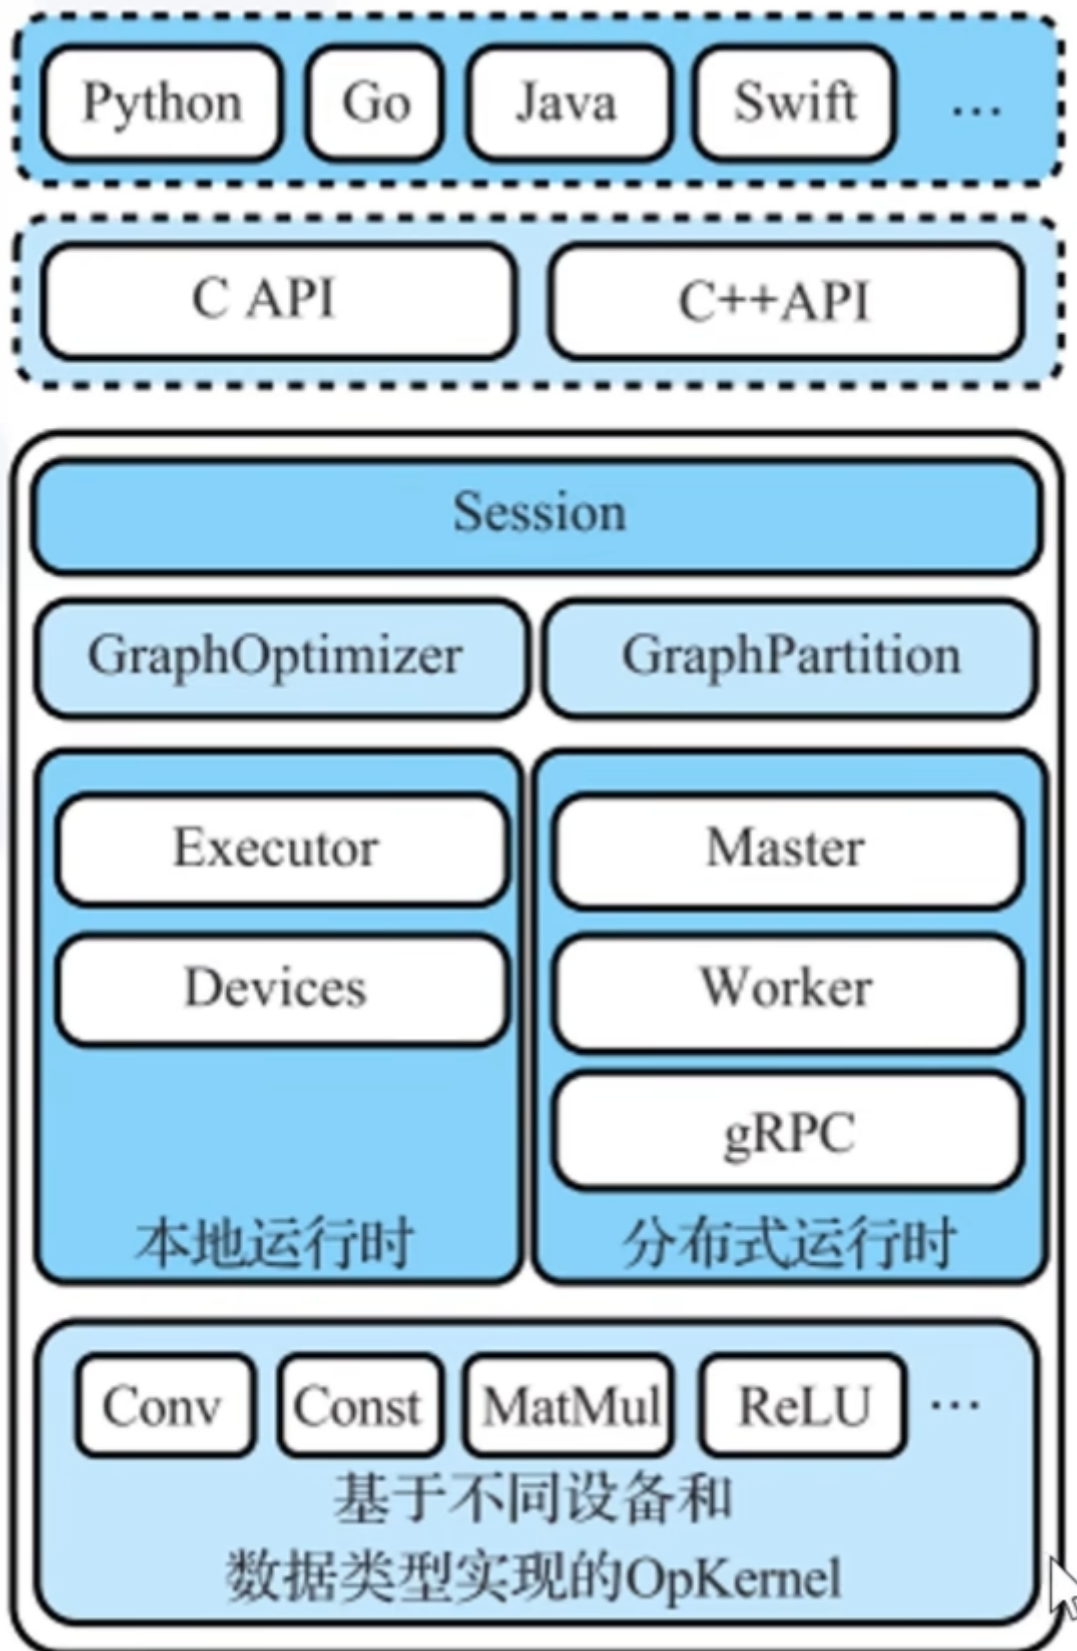 Python Go Java Swift ...
C API C++API
Session
GraphOptimizer GraphPartition
Executor Master
Devices Worker
gRPC
本地运行时 分布式运行时
Conv Const MatMul ReLU ...
基于不同设备和
数据类型实现的OpKernel